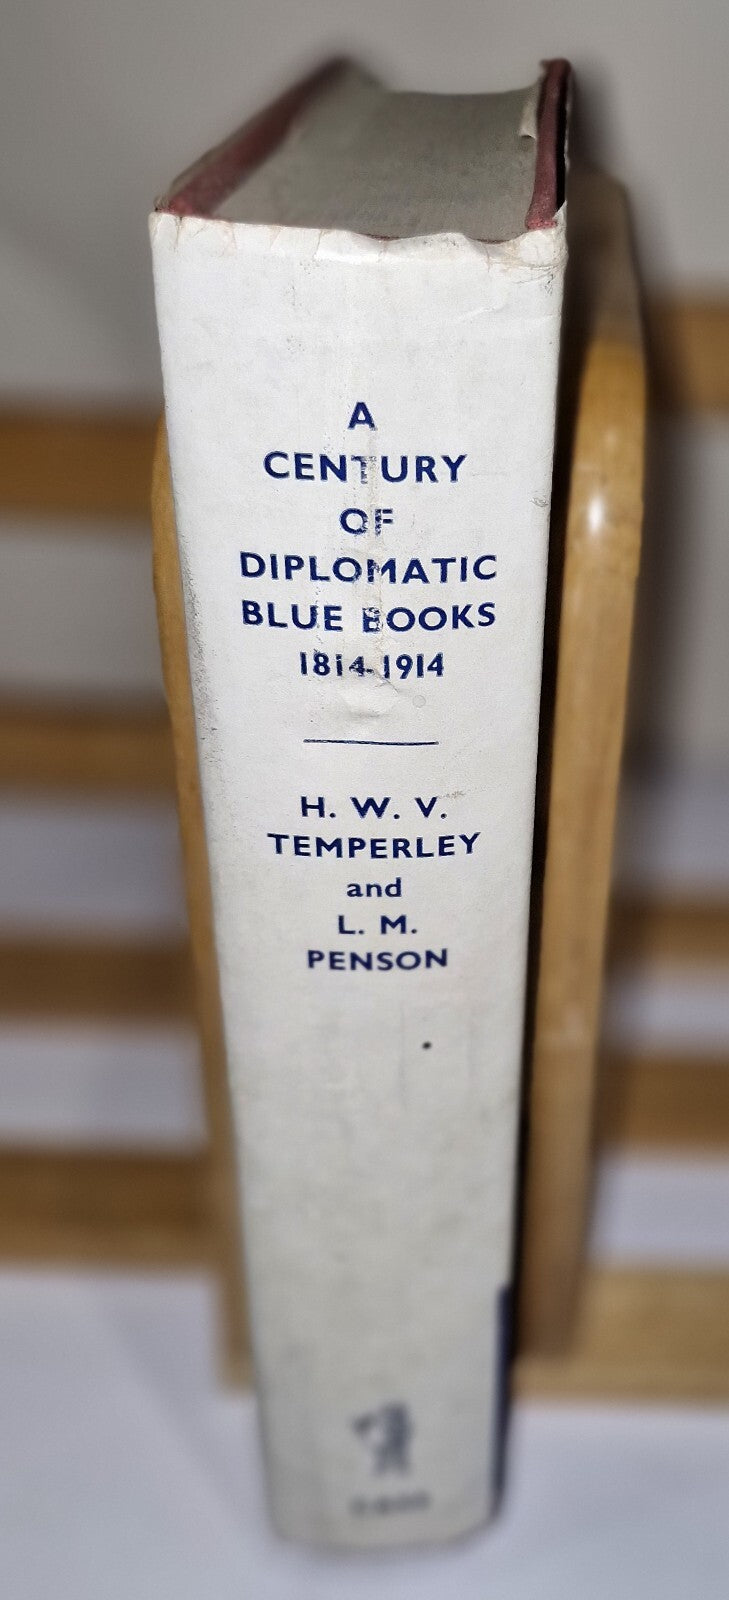 A
CENTURY
OF
DIPLOMATIC
BLUE BOOKS
1814-1914
H. W. V.
TEMPERLEY
and
L. M.
PENSON